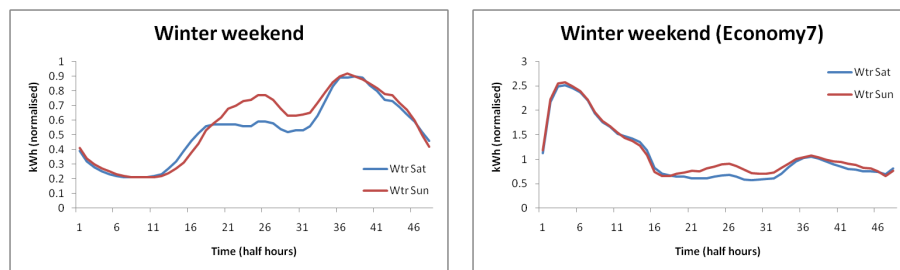 Winter weekend
1
0.9
0.8
0.7
0.6
0.5
0.4
0.3
0.2
0.1
0
kWh (normalised)
Wtr Sat
Wtr Sun
1 6 11 16 21 26 31 36 41 46
Time (half hours)
Winter weekend (Economy7)
3
2.5
2
1.5
1
0.5
0
kWh (normalised)
Wtr Sat
Wtr Sun
1 6 11 16 21 26 31 36 41 46
Time (half hours)